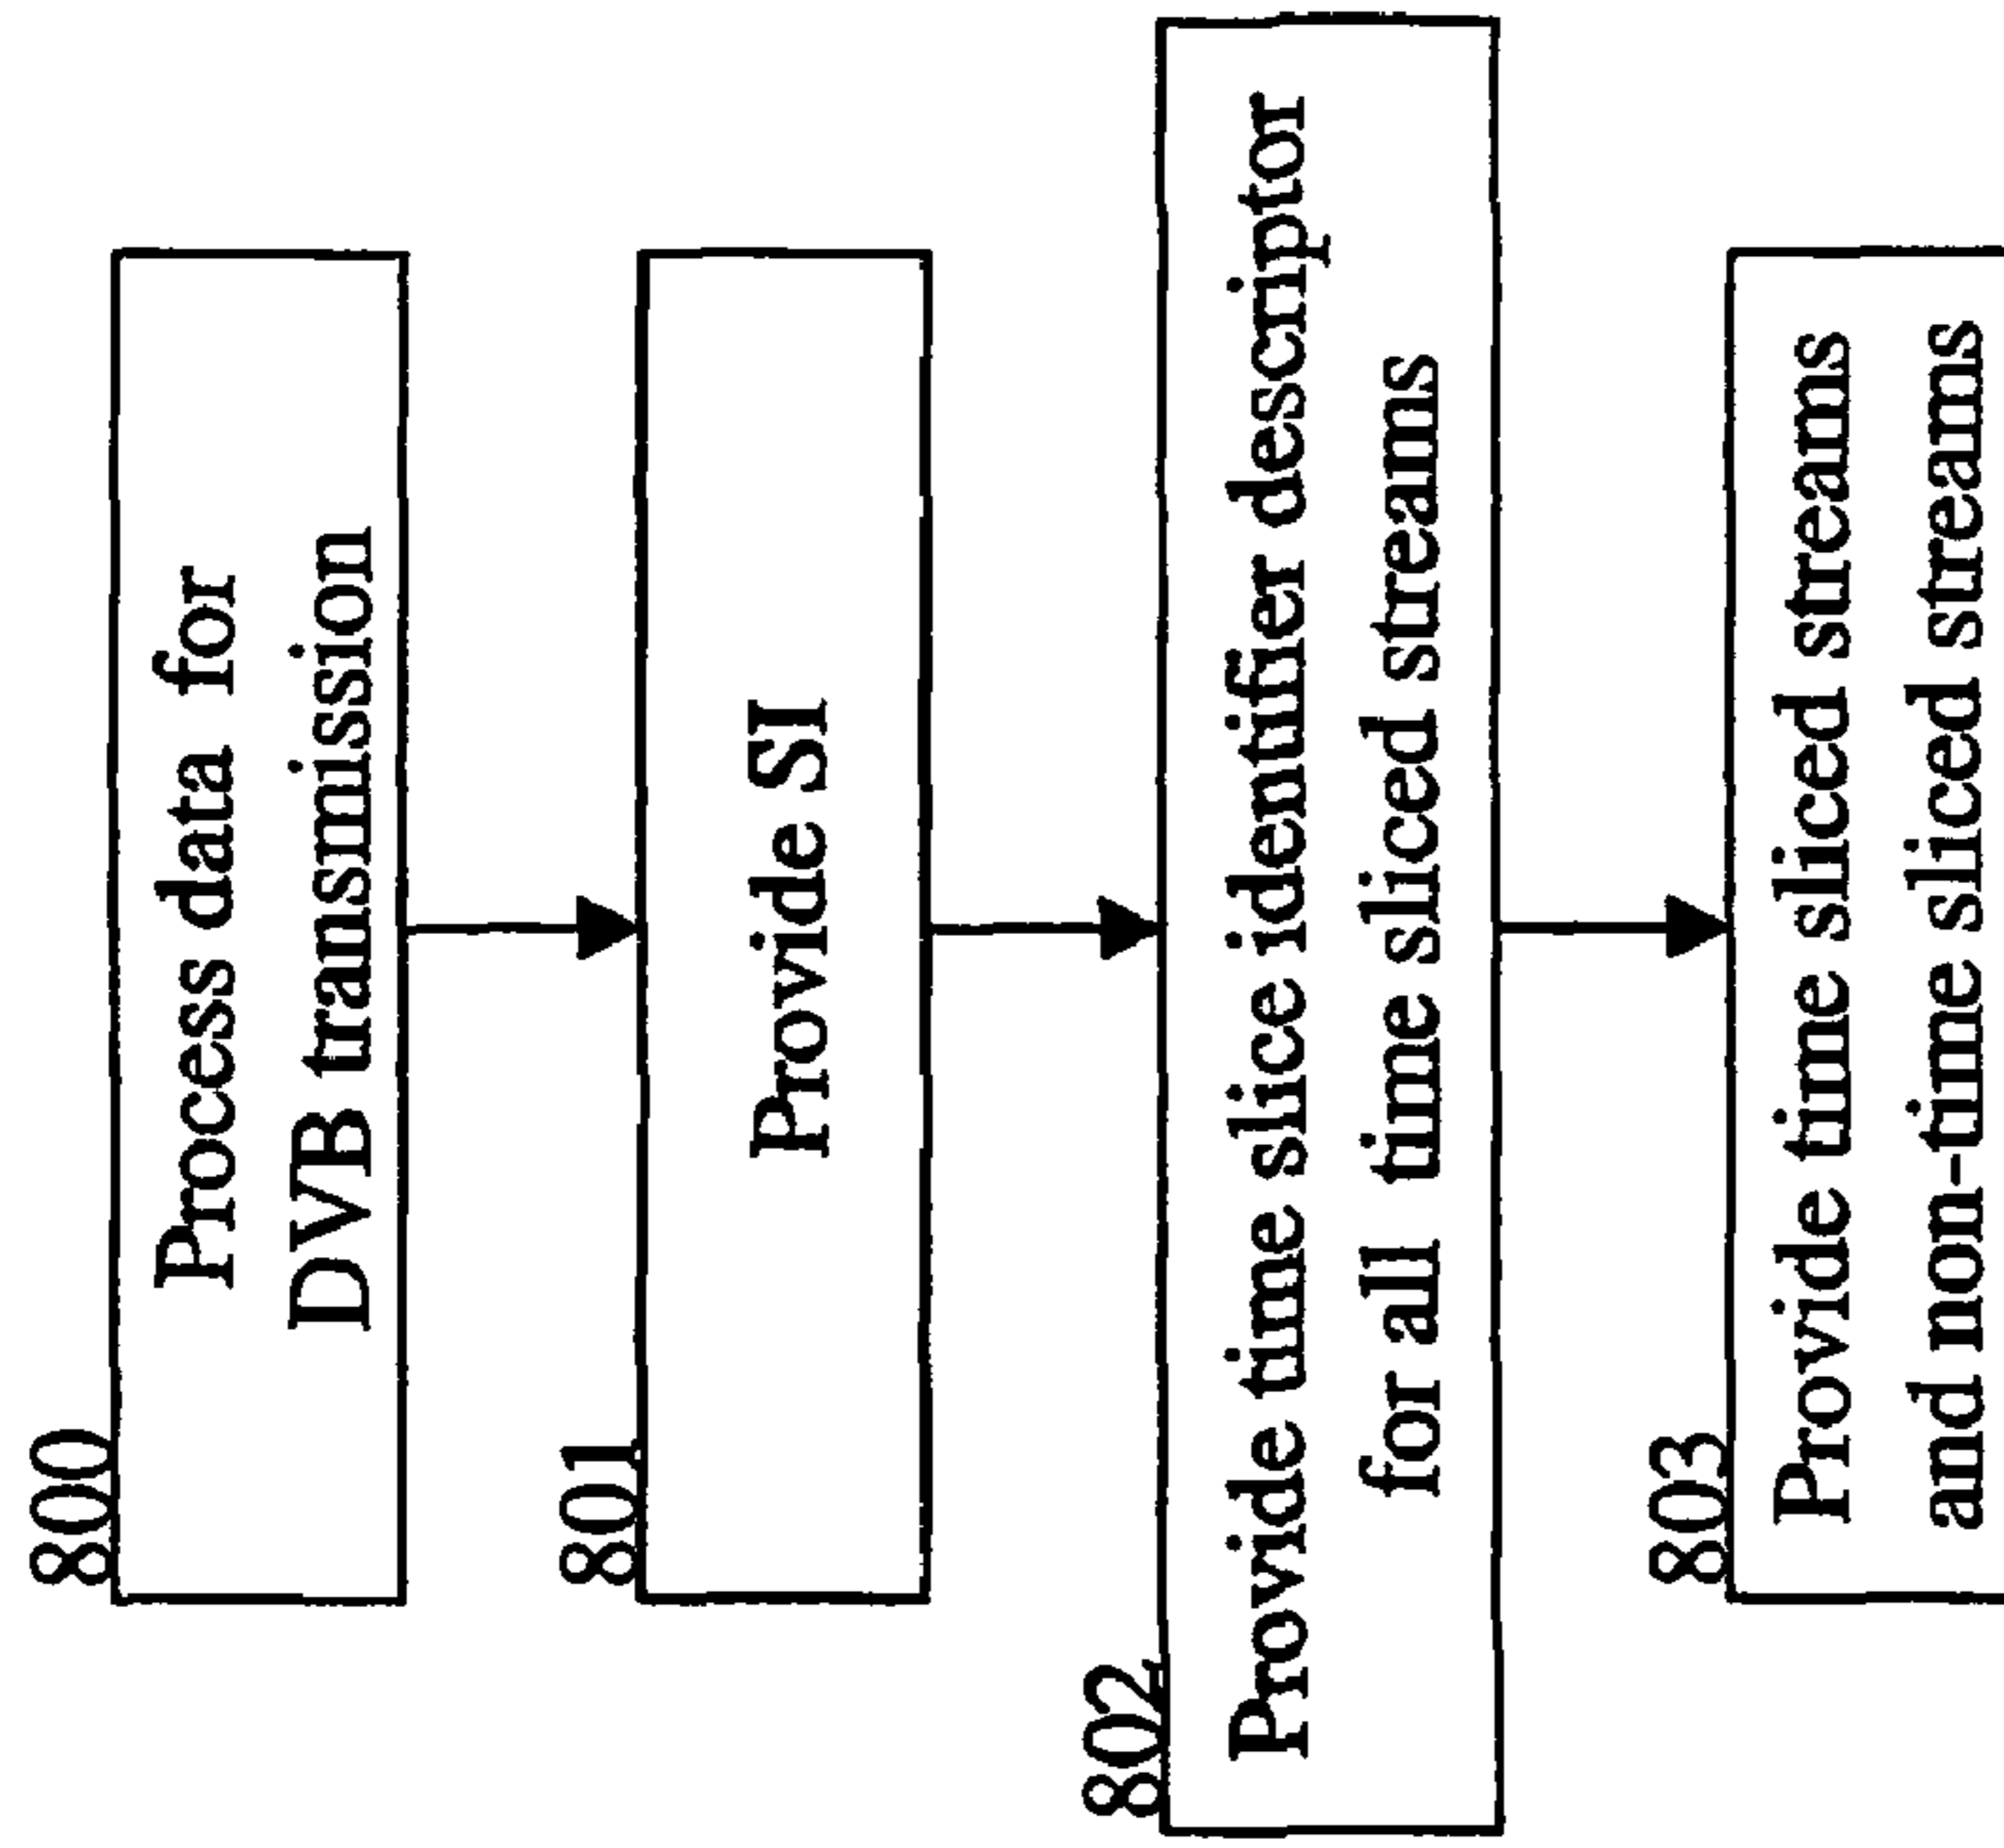 800
Process data for
DVB transmission
801
Provide SI
802
Provide time slice identifier descriptor
for all time sliced streams
803
Provide time sliced streams
and non-time sliced streams